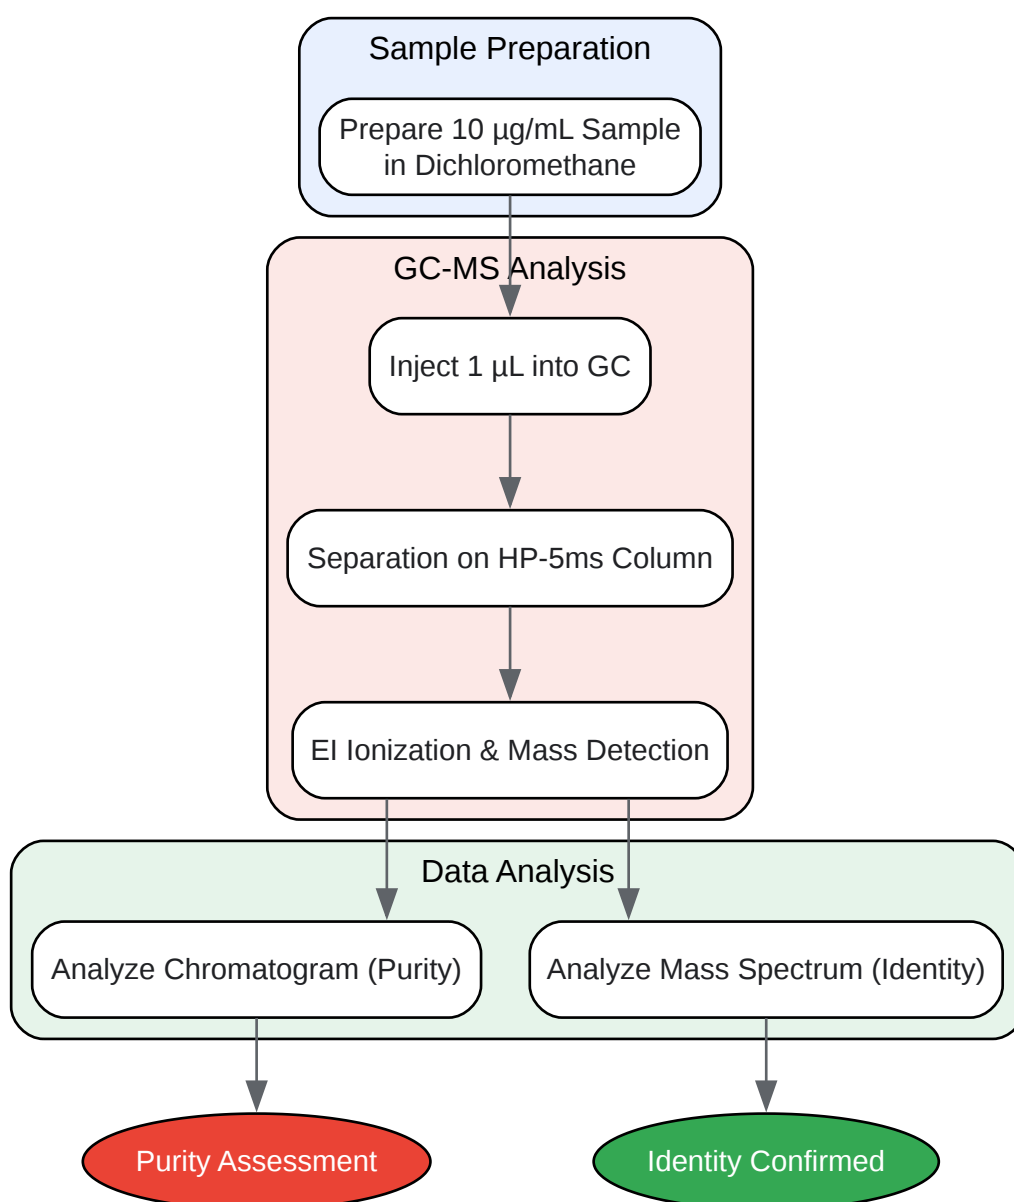 Sample Preparation
Prepare 10 µg/mL Sample
in Dichloromethane
GC-MS Analysis
Inject 1 µL into GC
Separation on HP-5ms Column
EI Ionization & Mass Detection
Data Analysis
Analyze Chromatogram (Purity)
Analyze Mass Spectrum (Identity)
Purity Assessment
Identity Confirmed